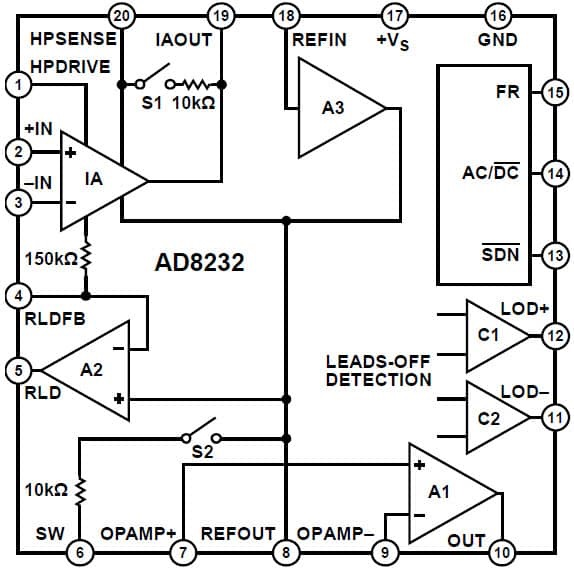 20 19 18 17 16
HPSENSE IAOUT REFIN +VS GND
HPDRIVE
1
S1 10kΩ
A3
FR 15
+IN
2 +
IA
–IN
3 –
AC/DC 14
150kΩ
AD8232
SDN 13
4
RLDFB
LOD+
C1 12
5 A2 –
+
RLD
LEADS-OFF
DETECTION
LOD–
C2 11
S2
10kΩ
+
A1
–
SW OPAMP+ REFOUT OPAMP– OUT
6 7 8 9 10